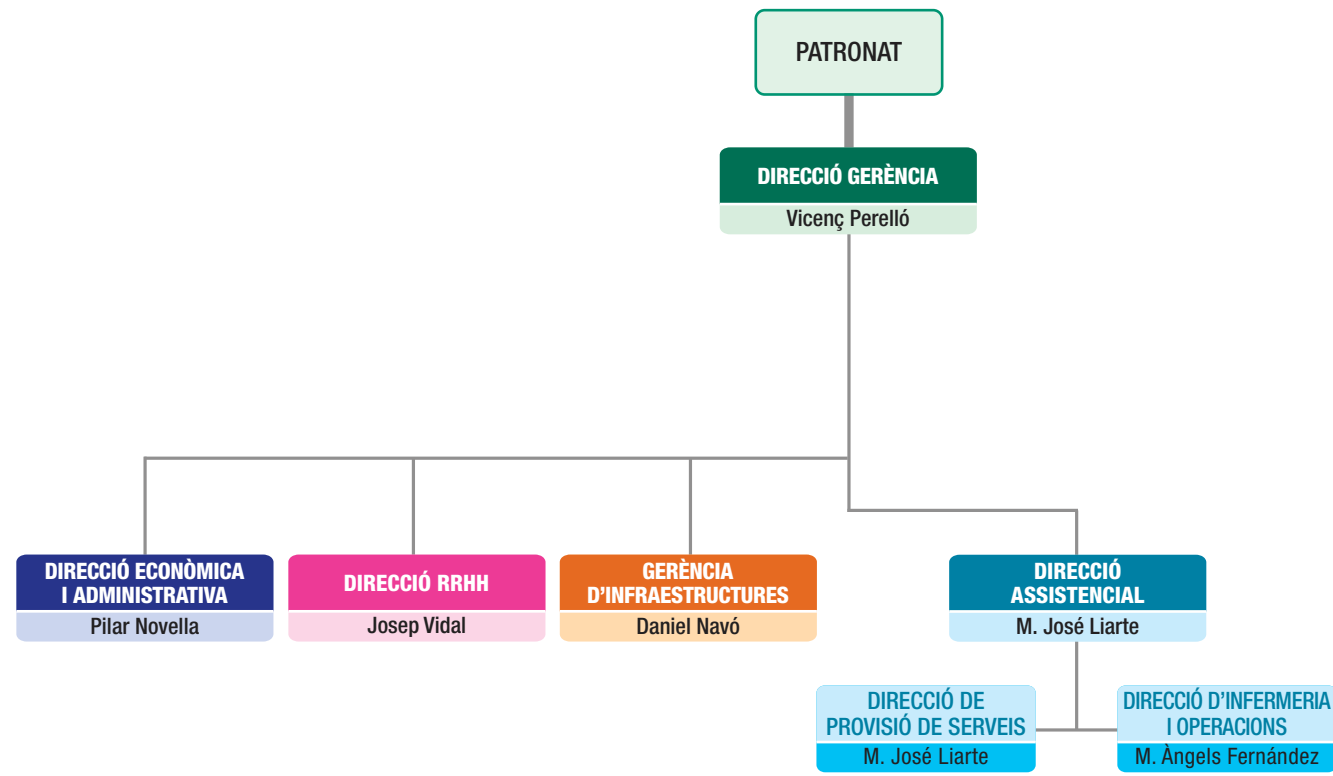 PATRONAT
DIRECCIÓ GERÈNCIA
Vicenç Perelló
DIRECCIÓ ECONÒMICA
I ADMINISTRATIVA
Pilar Novella
DIRECCIÓ RRHH
Josep Vidal
GERÈNCIA
D’INFRAESTRUCTURES
Daniel Navó
DIRECCIÓ
ASSISTENCIAL
M. José Liarte
DIRECCIÓ DE
PROVISIÓ DE SERVEIS
M. José Liarte
DIRECCIÓ D’INFERMERIA
I OPERACIONS
M. Àngels Fernández